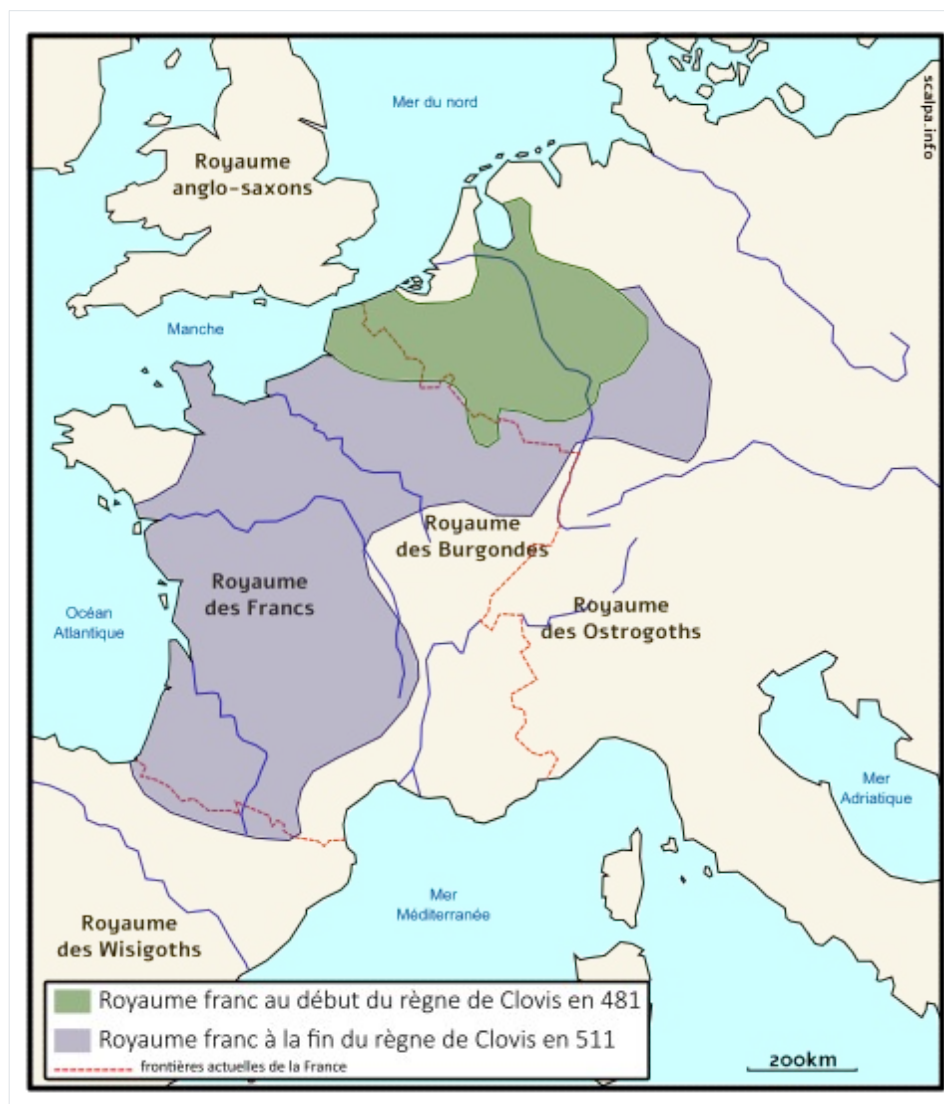 Mer du nord
scalpa.info
Royaume
anglo-saxons
Manche
Royaume
des Burgondes
Royaume
des Francs
Océan
Atlantique
Royaume
des Ostrogoths
Mer
Adriatique
Mer
Méditerranée
Royaume
des Wisigoths
Royaume franc au début du règne de Clovis en 481
Royaume franc à la fin du règne de Clovis en 511
frontières actuelles de la France
200km